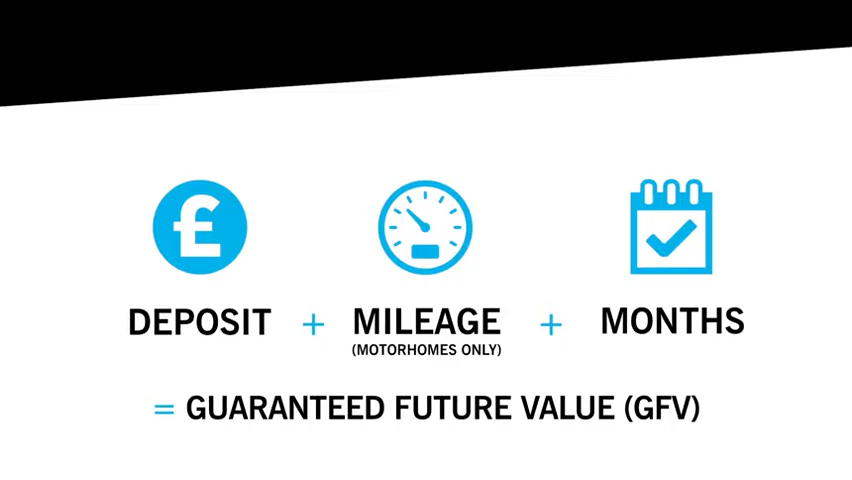 £
DEPOSIT + MILEAGE + MONTHS
(MOTORHOMES ONLY)
= GUARANTEED FUTURE VALUE (GFV)